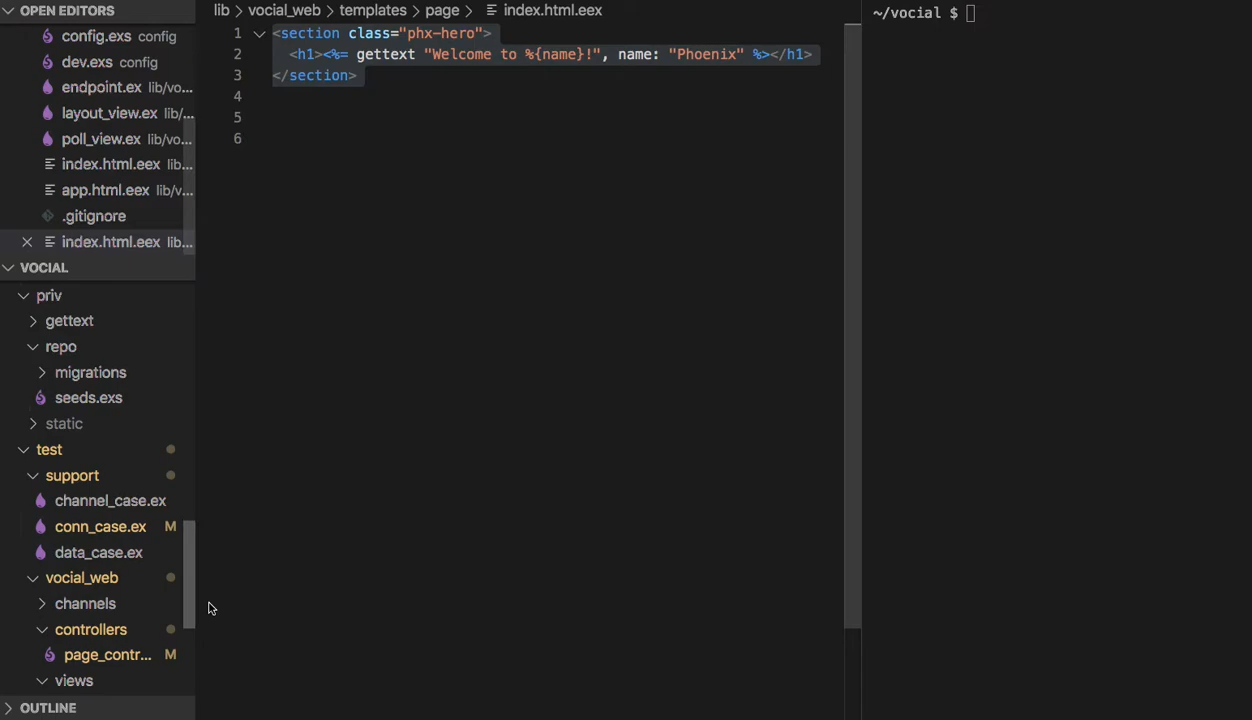 OPEN EDITORS
config.exs config
dev.exs config
endpoint.ex lib/vo...
layout_view.ex lib/...
poll_view.ex lib/vo...
index.html.eex lib...
app.html.eex lib/v...
.gitignore
index.html.eex lib...
VOCIAL
priv
gettext
repo
migrations
seeds.exs
static
test
support
channel_case.ex
conn_case.ex M
data_case.ex
vocial_web
channels
controllers
page_contr... M
views
OUTLINE
lib > vocial_web > templates > page > index.html.eex
1 <section class="phx-hero">
2 <h1><%= gettext "Welcome to %{name}!", name: "Phoenix" %></h1>
3 </section>
4
5
6
~/vocial $